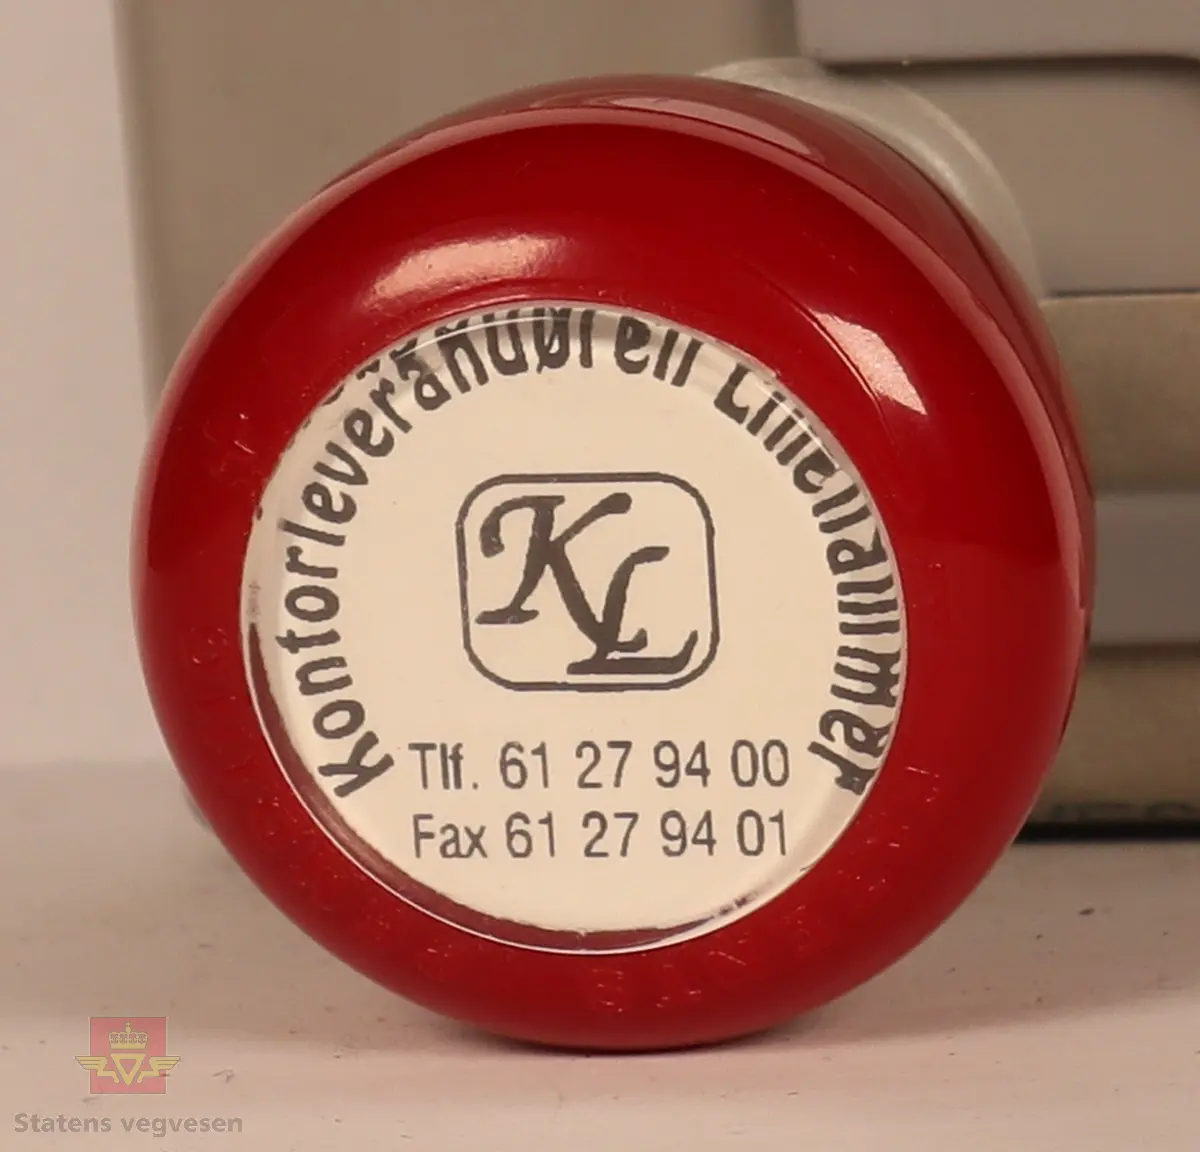 Kontorleverandøren Lillehammer
KL
Tlf. 61 27 94 00
Fax 61 27 94 01
Statens vegvesen